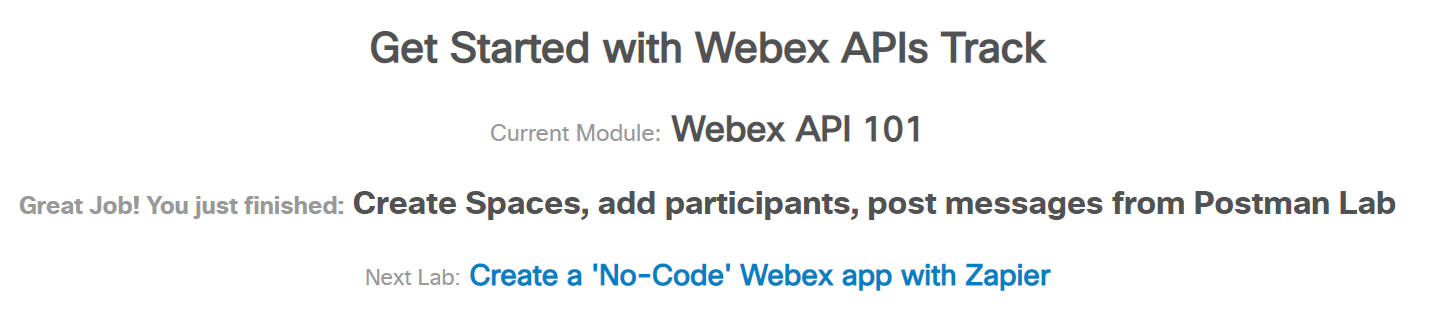 Get Started with Webex APIs Track
Current Module: Webex API 101
Great Job! You just finished: Create Spaces, add participants, post messages from Postman Lab
Next Lab: Create a 'No-Code' Webex app with Zapier